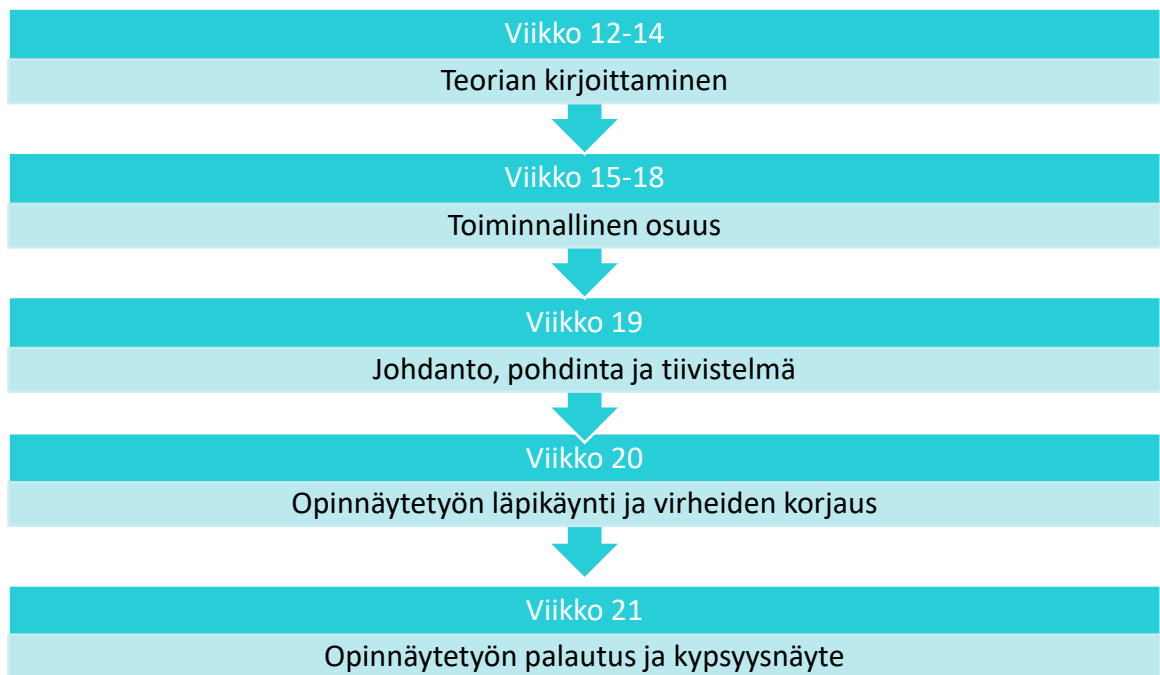 Viikko 12-14
Teorian kirjoittaminen
Viikko 15-18
Toiminnallinen osuus
Viikko 19
Johdanto, pohdinta ja tiivistelmä
Viikko 20
Opinnäytetyön läpikäynti ja virheiden korjaus
Viikko 21
Opinnäytetyön palautus ja kypsyysnäyte